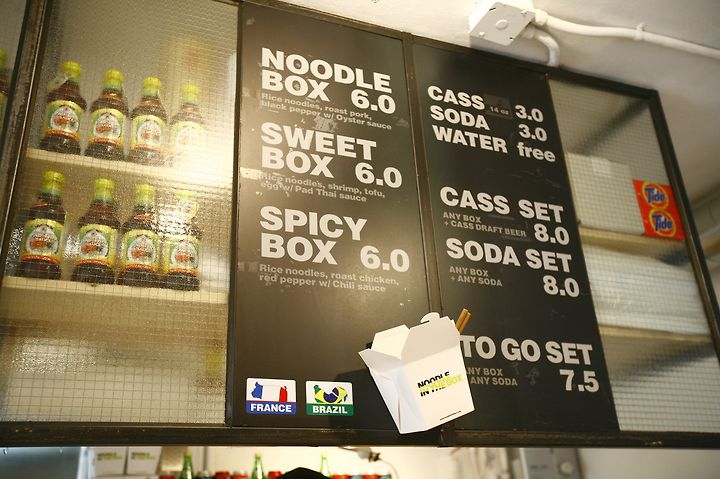 NOODLE
BOX 6.0
Rice noodles, roast pork,
black pepper w/ Oyster sauce
SWEET
BOX 6.0
Rice noodles, shrimp, tofu,
egg w/ Pad Thai sauce
SPICY
BOX 6.0
Rice noodles, roast chicken,
red pepper w/ Chili sauce
FRANCE
BRAZIL
CASS 14 oz 3.0
SODA 3.0
WATER free
CASS SET
ANY BOX
+ CASS DRAFT BEER 8.0
SODA SET
ANY BOX
+ ANY SODA 8.0
TO GO SET
ANY BOX
+ ANY SODA 7.5
NOODLE
IN THE BOX
Tide
Tide